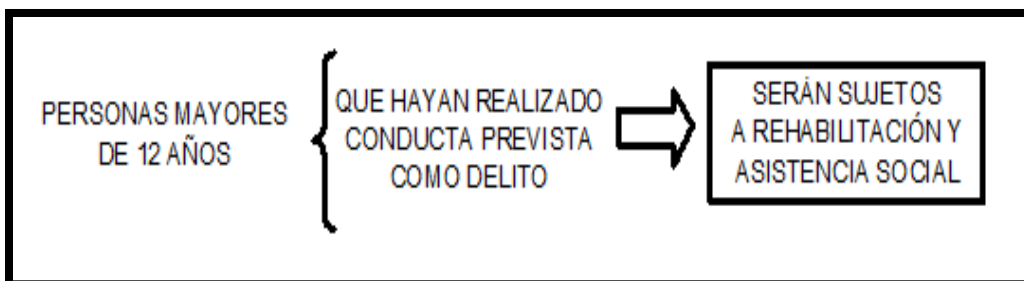 PERSONAS MAYORES
DE 12 AÑOS
QUE HAYAN REALIZADO
CONDUCTA PREVISTA
COMO DELITO
SERÁN SUJETOS
A REHABILITACIÓN Y
ASISTENCIA SOCIAL